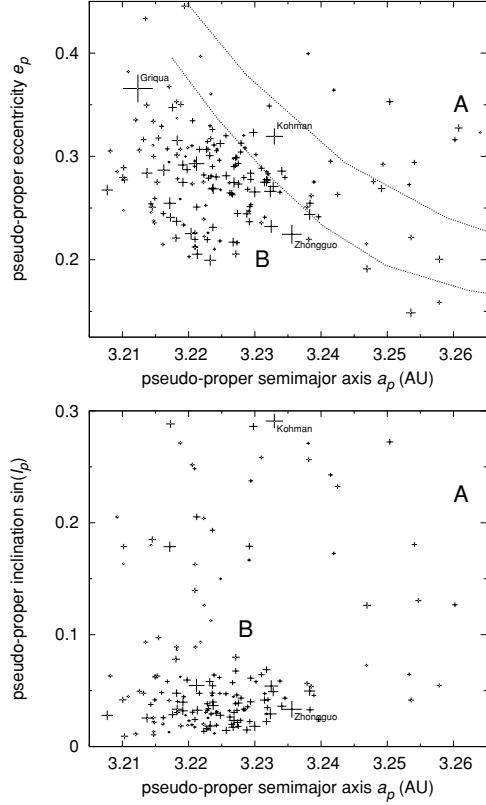 0.4
0.3
0.2
pseudo-proper eccentricity e_p
Griqua
Kohman
Zhongguo
A
B
3.21 3.22 3.23 3.24 3.25 3.26
pseudo-proper semimajor axis a_p (AU)
0.3
0.2
0.1
0
pseudo-proper inclination sin(I_p)
Kohman
A
B
Zhongguo
3.21 3.22 3.23 3.24 3.25 3.26
pseudo-proper semimajor axis a_p (AU)